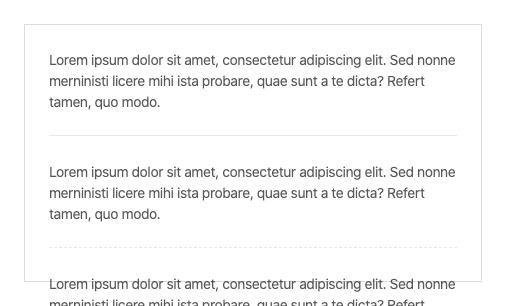 Lorem ipsum dolor sit amet, consectetur adipiscing elit. Sed nonne
merninisti licere mihi ista probare, quae sunt a te dicta? Refert
tamen, quo modo.
Lorem ipsum dolor sit amet, consectetur adipiscing elit. Sed nonne
merninisti licere mihi ista probare, quae sunt a te dicta? Refert
tamen, quo modo.
Lorem ipsum dolor sit amet, consectetur adipiscing elit. Sed nonne
merninisti licere mihi ista probare, quae sunt a te dicta? Refert